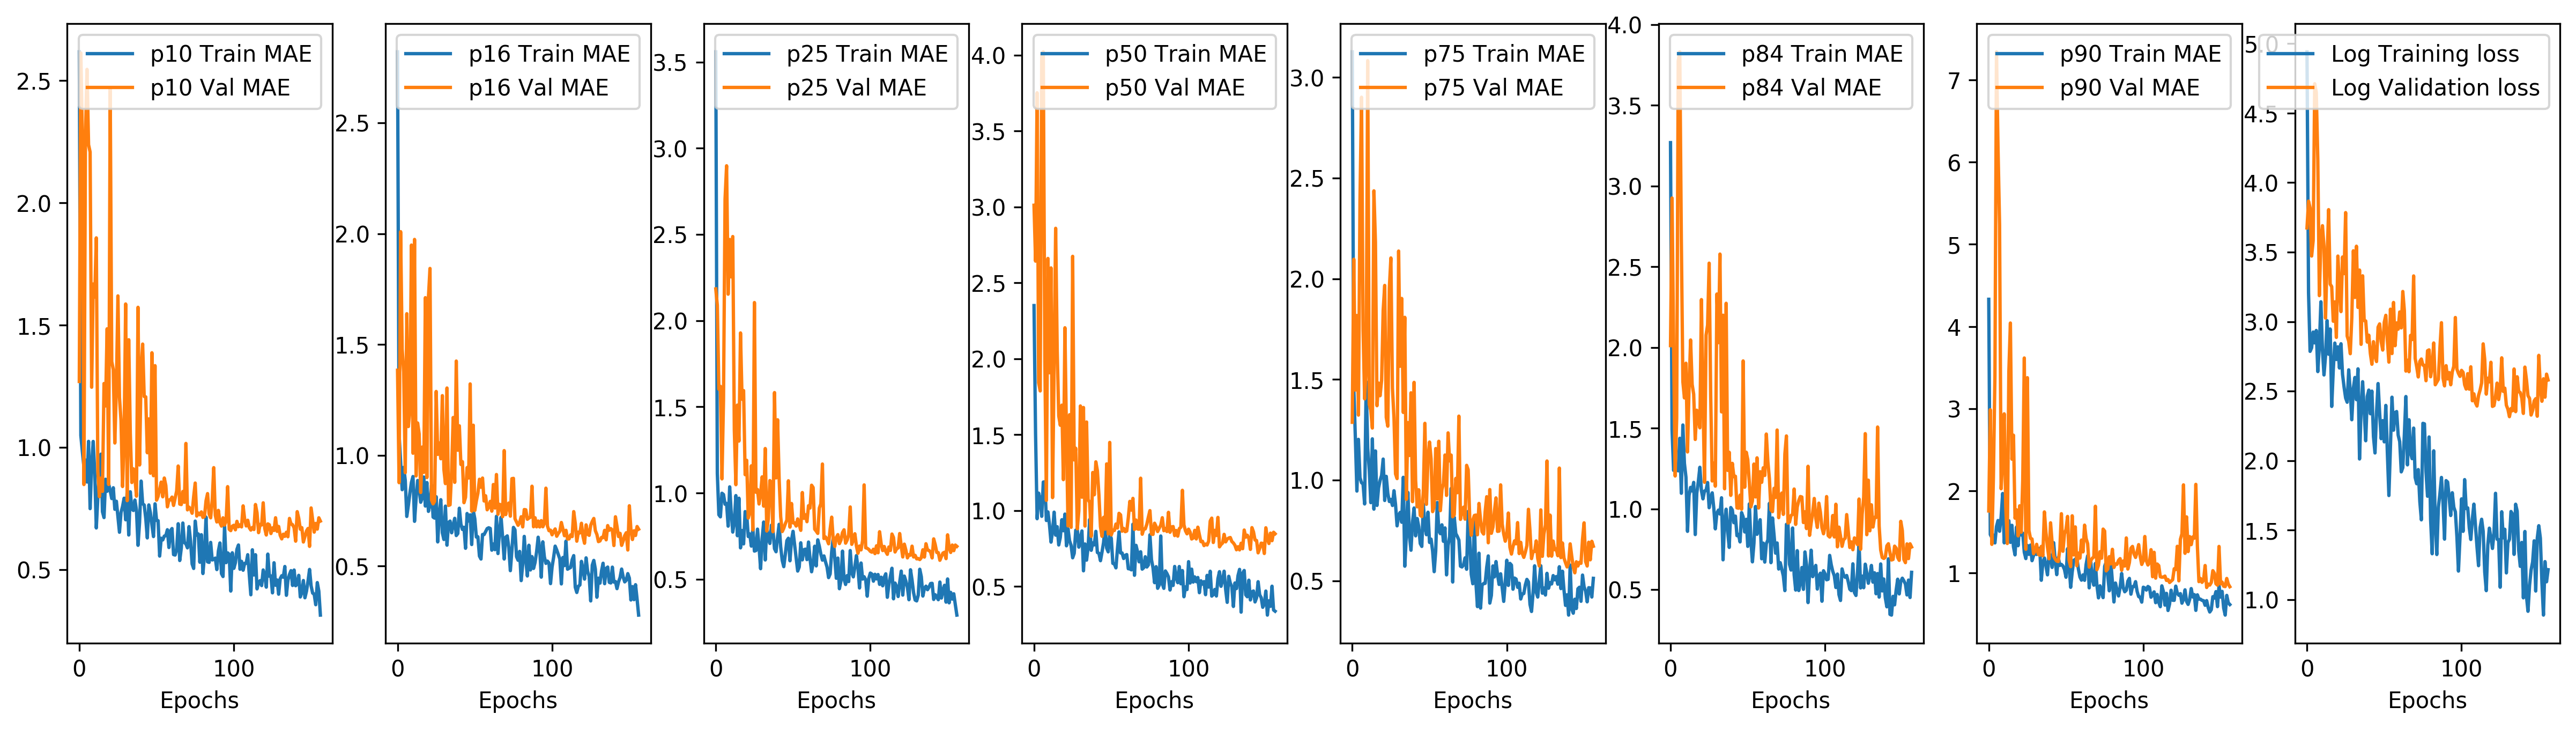 p10 Train MAE
p10 Val MAE
2.5
2.0
1.5
1.0
0.5
0
100
Epochs
p16 Train MAE
p16 Val MAE
2.5
2.0
1.5
1.0
0.5
0
100
Epochs
p25 Train MAE
p25 Val MAE
3.5
3.0
2.5
2.0
1.5
1.0
0.5
0
100
Epochs
p50 Train MAE
p50 Val MAE
4.0
3.5
3.0
2.5
2.0
1.5
1.0
0.5
0
100
Epochs
p75 Train MAE
p75 Val MAE
3.0
2.5
2.0
1.5
1.0
0.5
0
100
Epochs
p84 Train MAE
p84 Val MAE
4.0
3.5
3.0
2.5
2.0
1.5
1.0
0.5
0
100
Epochs
p90 Train MAE
p90 Val MAE
7
6
5
4
3
2
1
0
100
Epochs
Log Training loss
Log Validation loss
5.0
4.5
4.0
3.5
3.0
2.5
2.0
1.5
1.0
0
100
Epochs